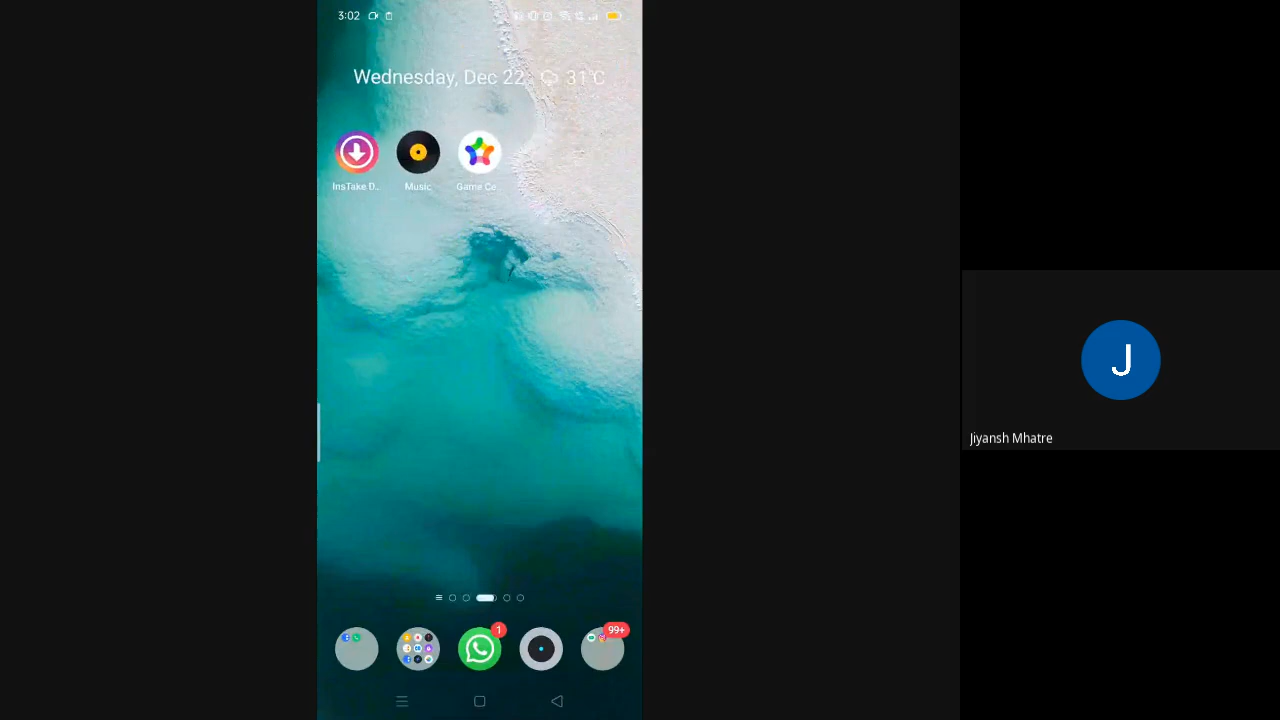 3:02
Wednesday, Dec 22 31°C
InsTake D..
Music
Game Ce..
1
99+
J
Jiyansh Mhatre